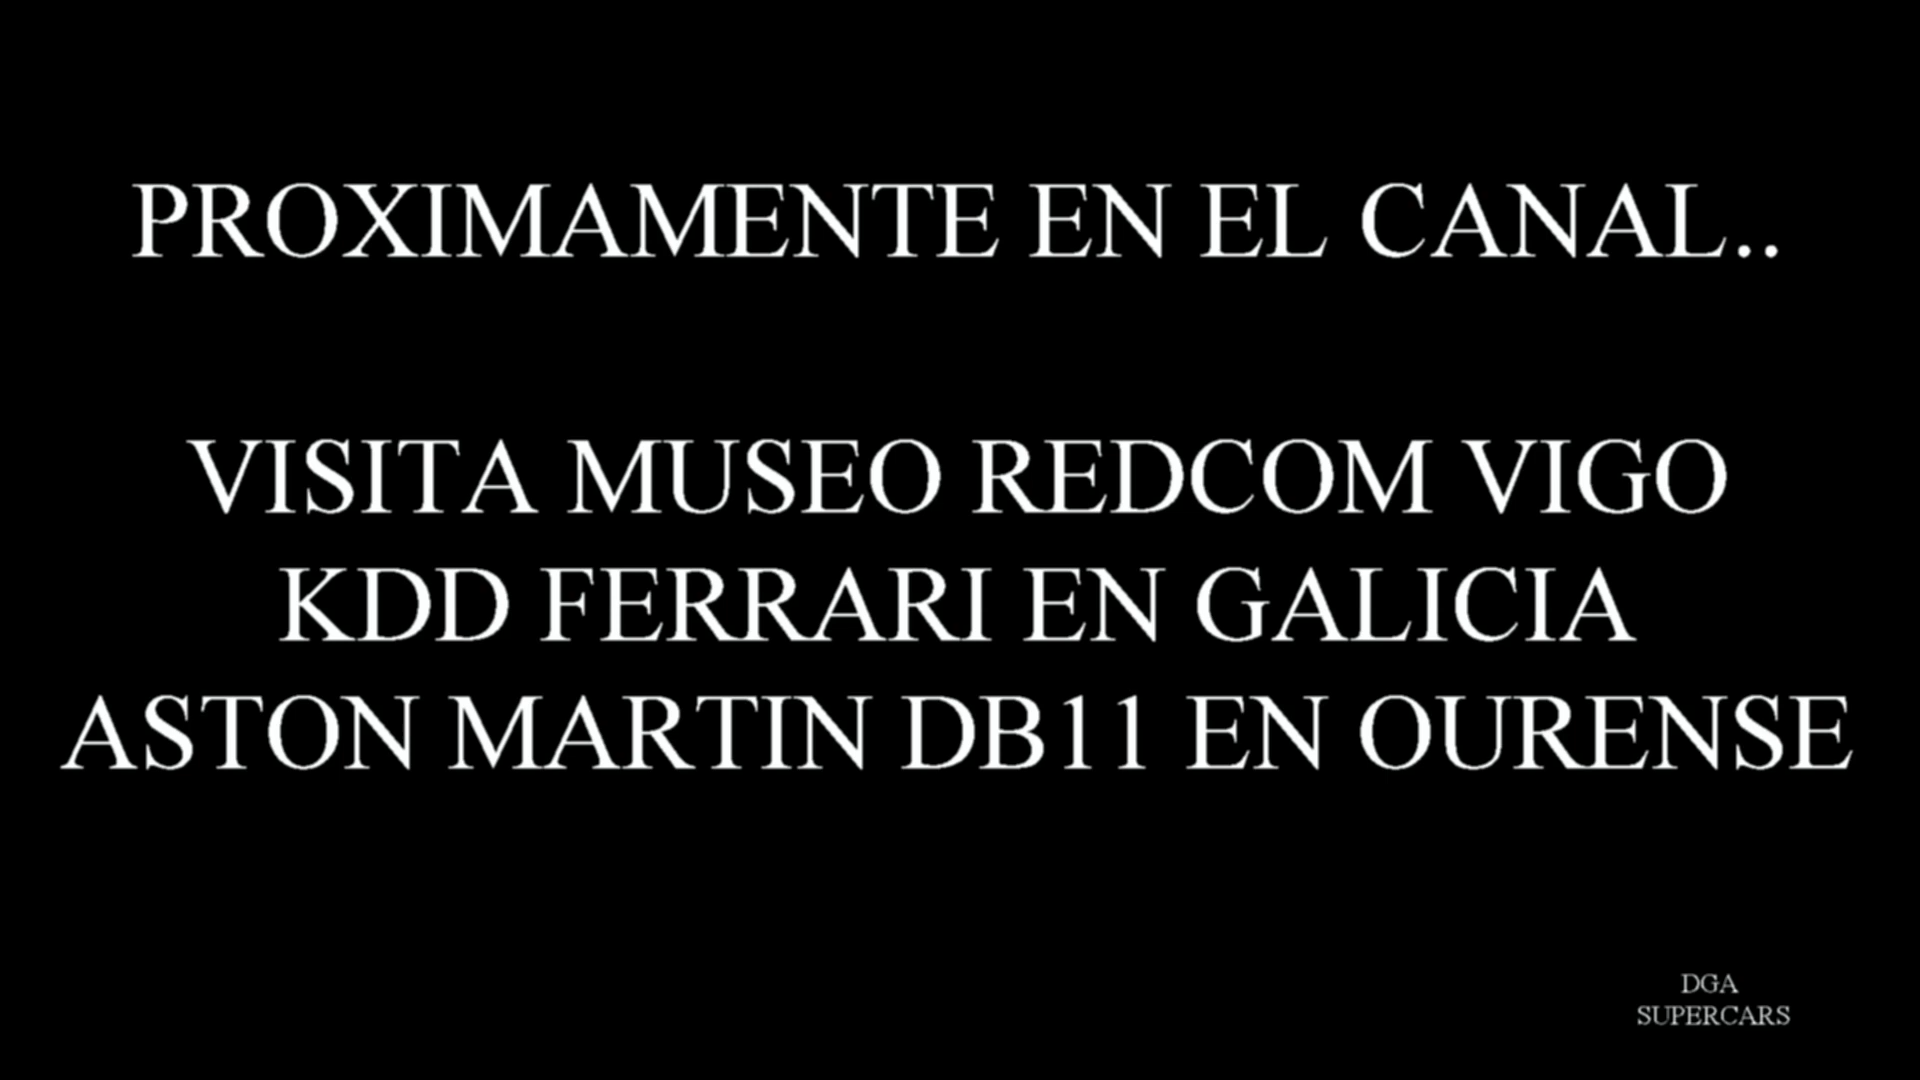 PROXIMAMENTE EN EL CANAL..
VISITA MUSEO REDCOM VIGO
KDD FERRARI EN GALICIA
ASTON MARTIN DB11 EN OURENSE
DGA
SUPERCARS